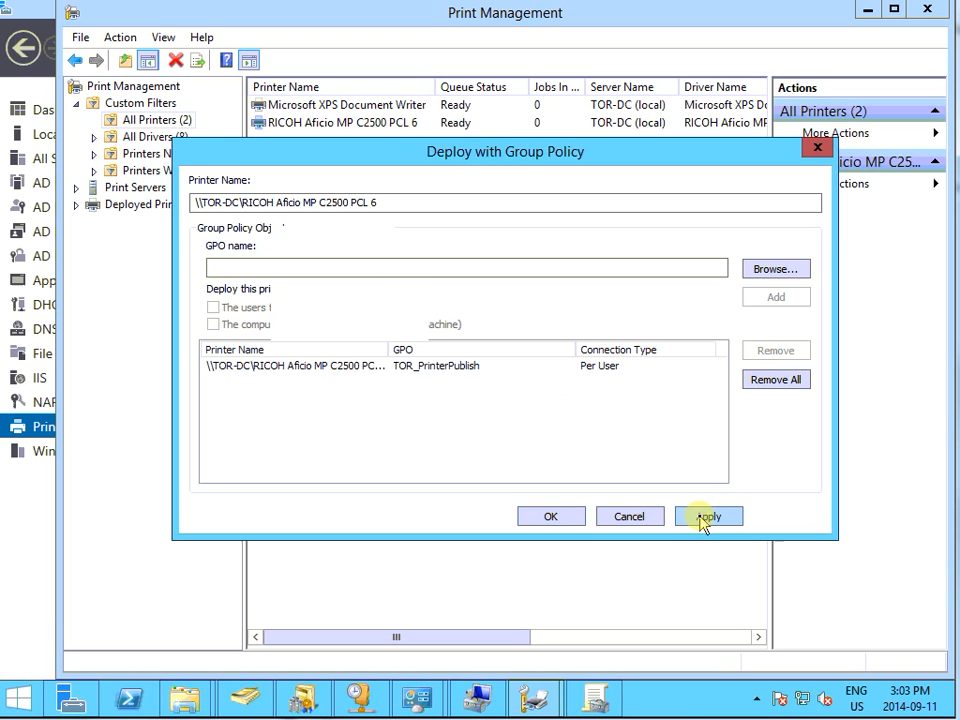 Print Management
File Action View Help
Print Management
Custom Filters
All Printers (2)
All Drivers (8)
Printers N
Printers W
Print Servers
Deployed Prin
Printer Name Queue Status Jobs In ... Server Name Driver Name
Microsoft XPS Document Writer Ready 0 TOR-DC (local) Microsoft XPS Do
RICOH Aficio MP C2500 PCL 6 Ready 0 TOR-DC (local) RICOH Aficio MP
Actions
All Printers (2)
More Actions
icio MP C25...
ctions
Das
Loca
All S
AD
AD
AD
AD
App
DHC
DNS
File
IIS
NAP
Prin
Win
Deploy with Group Policy
Printer Name:
\\TOR-DC\RICOH Aficio MP C2500 PCL 6
Group Policy Obj
GPO name:
Browse...
Deploy this pri
Add
The users
The compu achine)
Printer Name GPO Connection Type
\\TOR-DC\RICOH Aficio MP C2500 PC... TOR_PrinterPublish Per User
Remove
Remove All
OK Cancel Apply
ENG
US
3:03 PM
2014-09-11